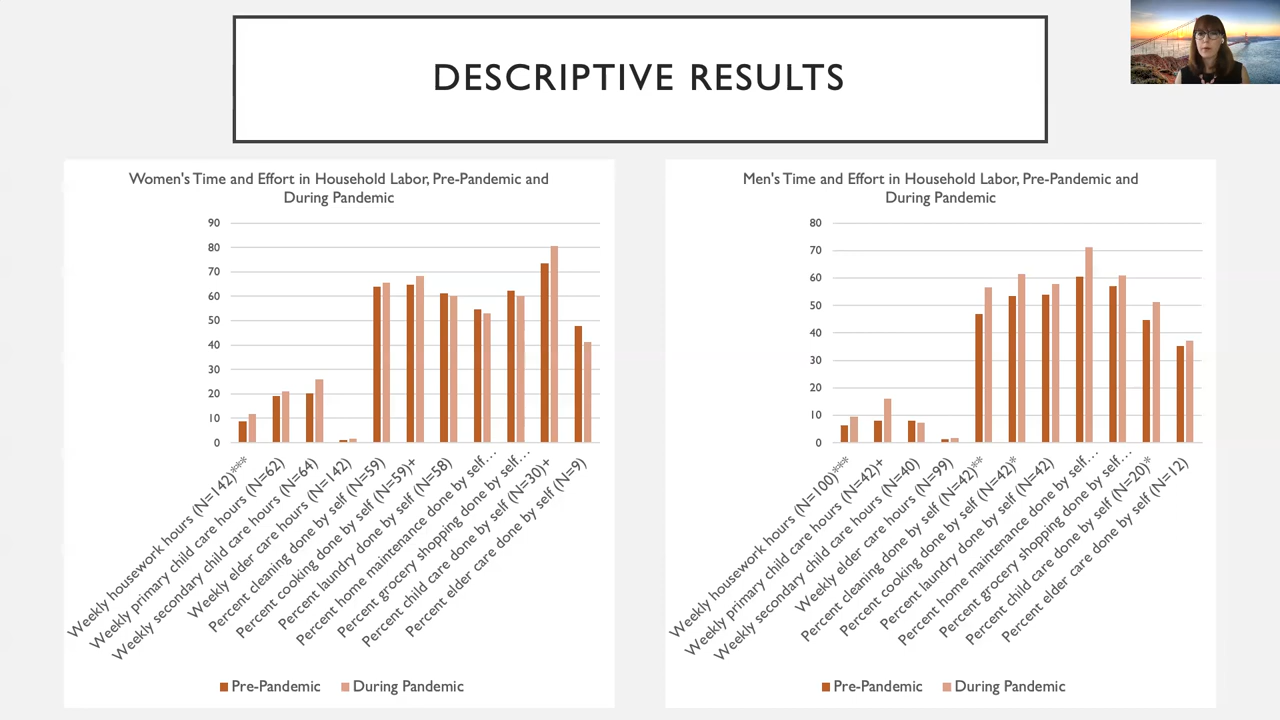 DESCRIPTIVE RESULTS
Women's Time and Effort in Household Labor, Pre-Pandemic and
During Pandemic
90
80
70
60
50
40
30
20
10
0
Weekly housework hours (N=142)***
Weekly primary child care hours (N=62)
Weekly secondary child care hours (N=64)
Weekly elder care hours (N=142)
Percent cleaning done by self (N=59)
Percent cooking done by self (N=59)+
Percent laundry done by self (N=58)
Percent home maintenance done by self…
Percent grocery shopping done by self…
Percent child care done by self (N=30)+
Percent elder care done by self (N=9)
Pre-Pandemic
During Pandemic
Men's Time and Effort in Household Labor, Pre-Pandemic and
During Pandemic
80
70
60
50
40
30
20
10
0
Weekly housework hours (N=100)***
Weekly primary child care hours (N=42)+
Weekly secondary child care hours (N=40)
Weekly elder care hours (N=99)
Percent cleaning done by self (N=42)**
Percent cooking done by self (N=42)*
Percent laundry done by self (N=42)
Percent home maintenance done by self…
Percent grocery shopping done by self…
Percent child care done by self (N=20)*
Percent elder care done by self (N=12)
Pre-Pandemic
During Pandemic